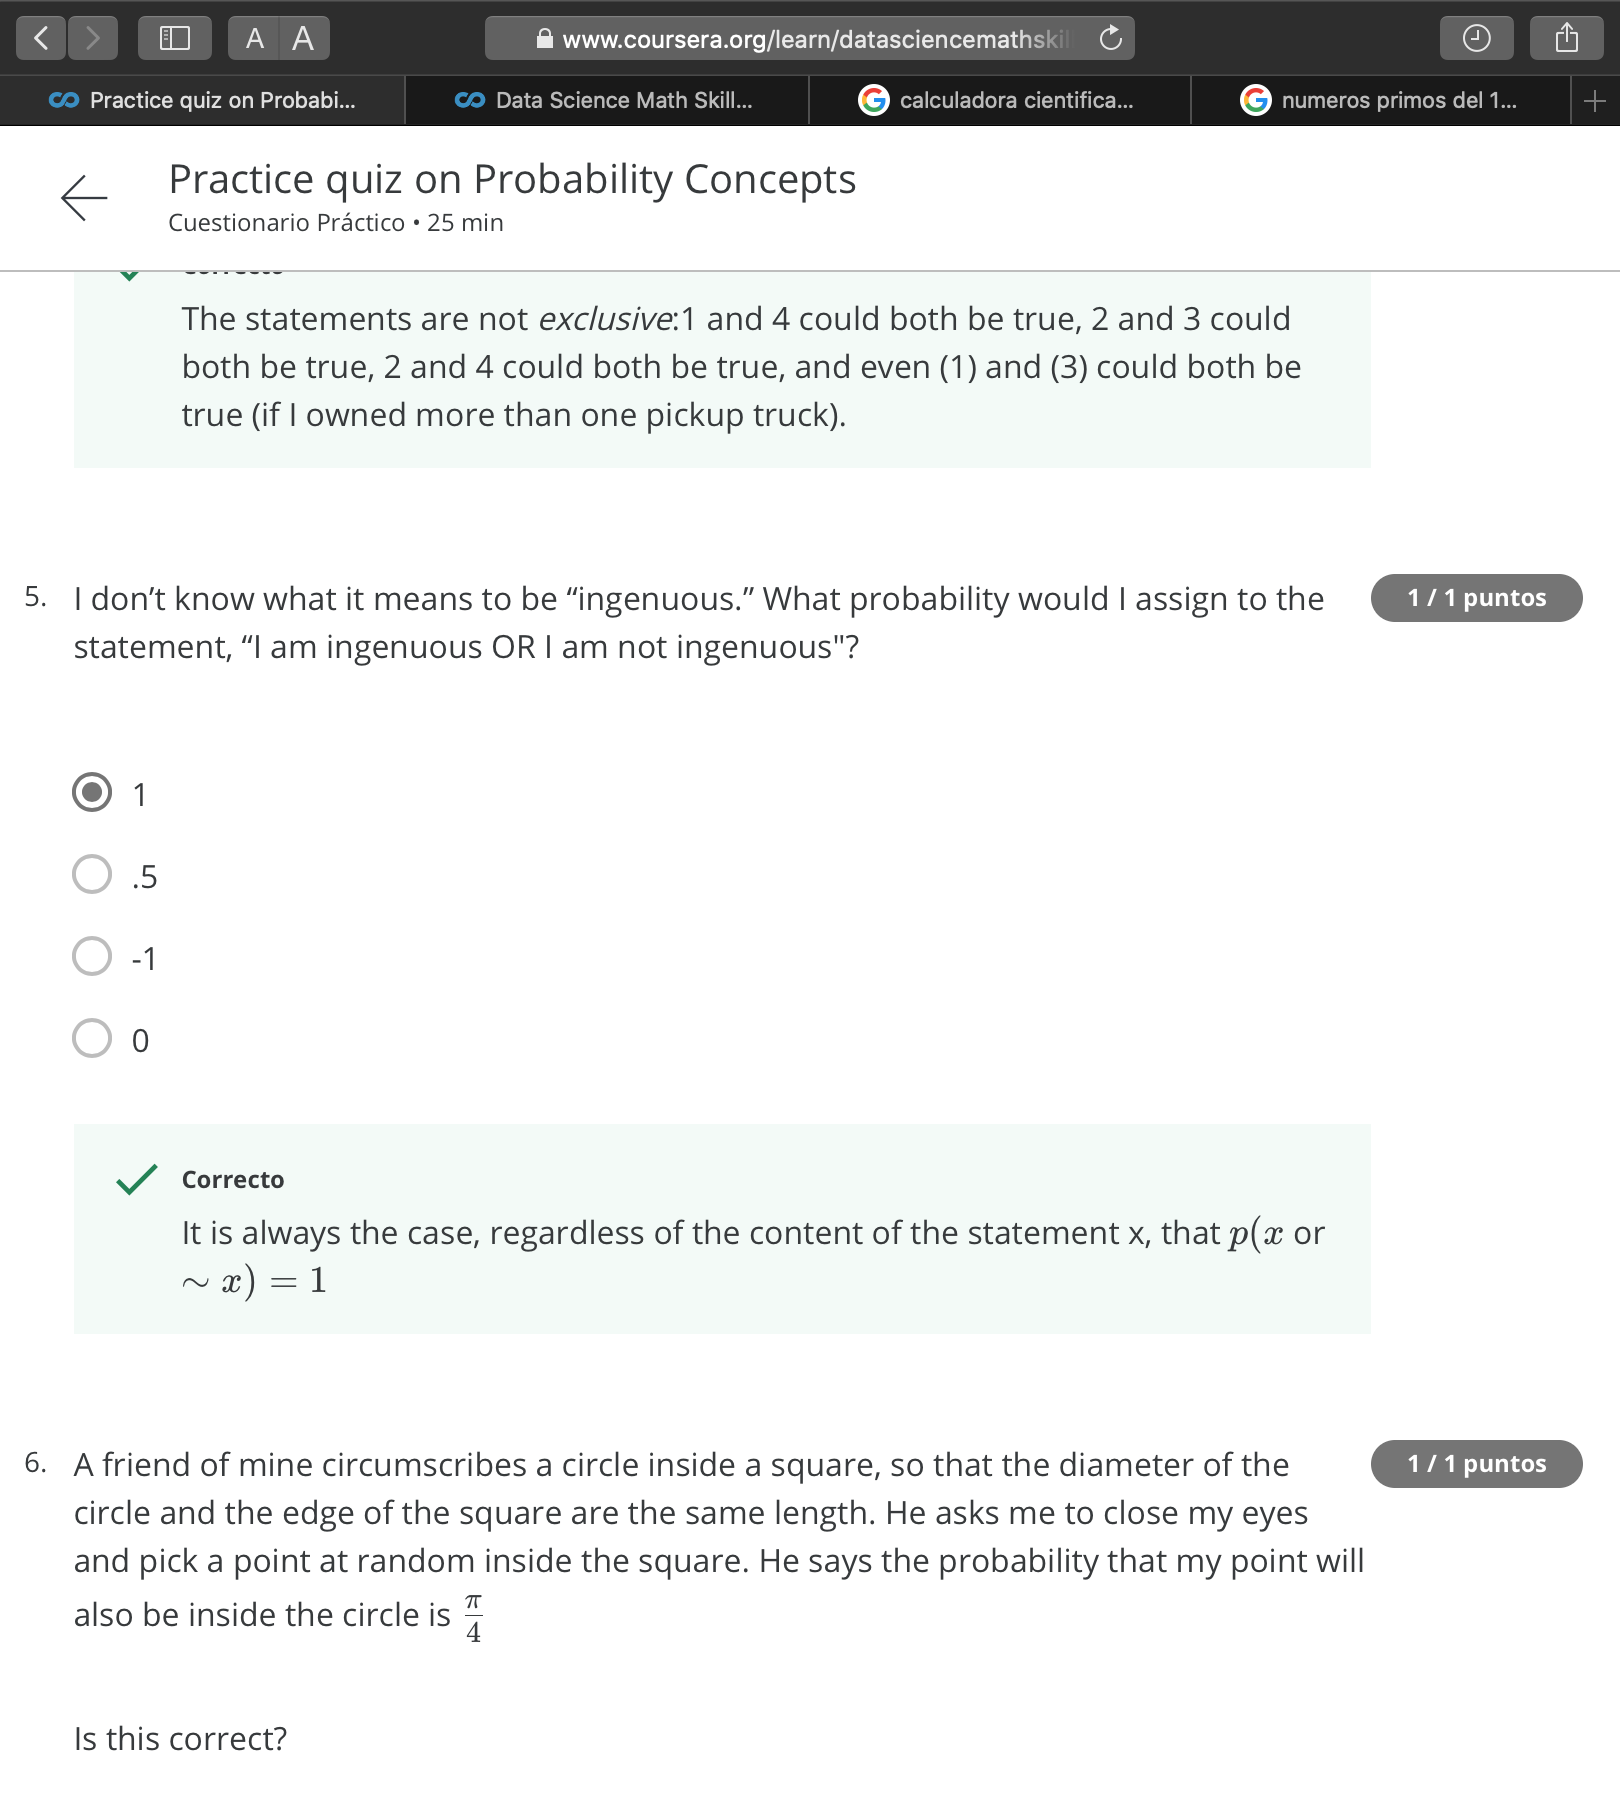 A A
www.coursera.org/learn/datasciencemathskil
Practice quiz on Probabi...
Data Science Math Skill...
calculadora cientifica...
numeros primos del 1...
Practice quiz on Probability Concepts
Cuestionario Práctico • 25 min
The statements are not exclusive:1 and 4 could both be true, 2 and 3 could
both be true, 2 and 4 could both be true, and even (1) and (3) could both be
true (if I owned more than one pickup truck).
5. I don’t know what it means to be “ingenuous.” What probability would I assign to the
statement, “I am ingenuous OR I am not ingenuous"?
1 / 1 puntos
1
.5
-1
0
Correcto
It is always the case, regardless of the content of the statement x, that p(x or
∼ x) = 1
6. A friend of mine circumscribes a circle inside a square, so that the diameter of the
circle and the edge of the square are the same length. He asks me to close my eyes
and pick a point at random inside the square. He says the probability that my point will
also be inside the circle is π/4
1 / 1 puntos
Is this correct?